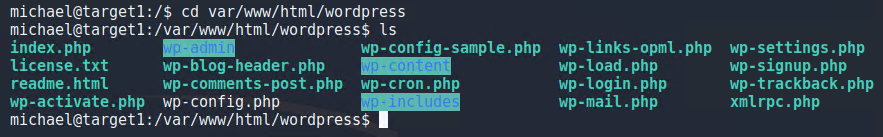 michael@target1:/$ cd var/www/html/wordpress
michael@target1:/var/www/html/wordpress$ ls
index.php wp-admin wp-config-sample.php wp-links-opml.php wp-settings.php
license.txt wp-blog-header.php wp-content wp-load.php wp-signup.php
readme.html wp-comments-post.php wp-cron.php wp-login.php wp-trackback.php
wp-activate.php wp-config.php wp-includes wp-mail.php xmlrpc.php
michael@target1:/var/www/html/wordpress$